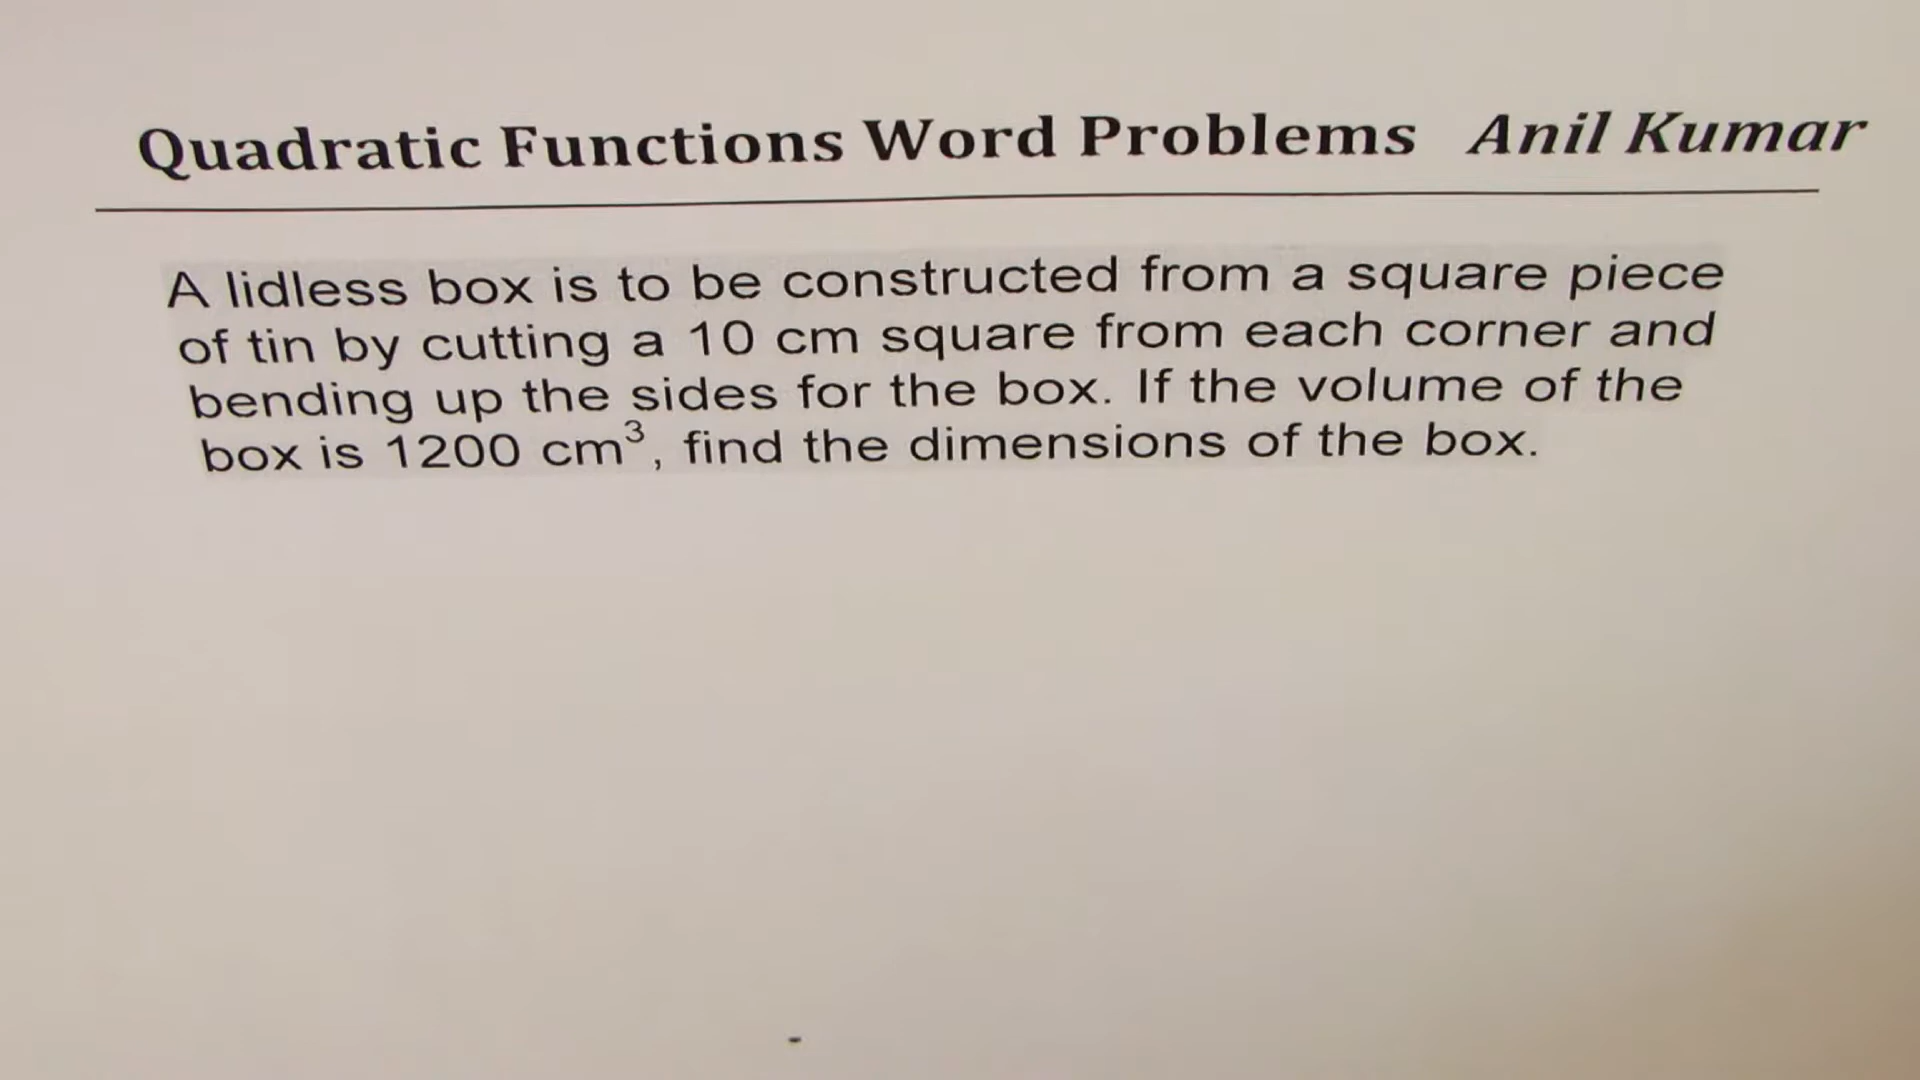 Quadratic Functions Word Problems Anil Kumar
A lidless box is to be constructed from a square piece
of tin by cutting a 10 cm square from each corner and
bending up the sides for the box. If the volume of the
box is 1200 cm³, find the dimensions of the box.